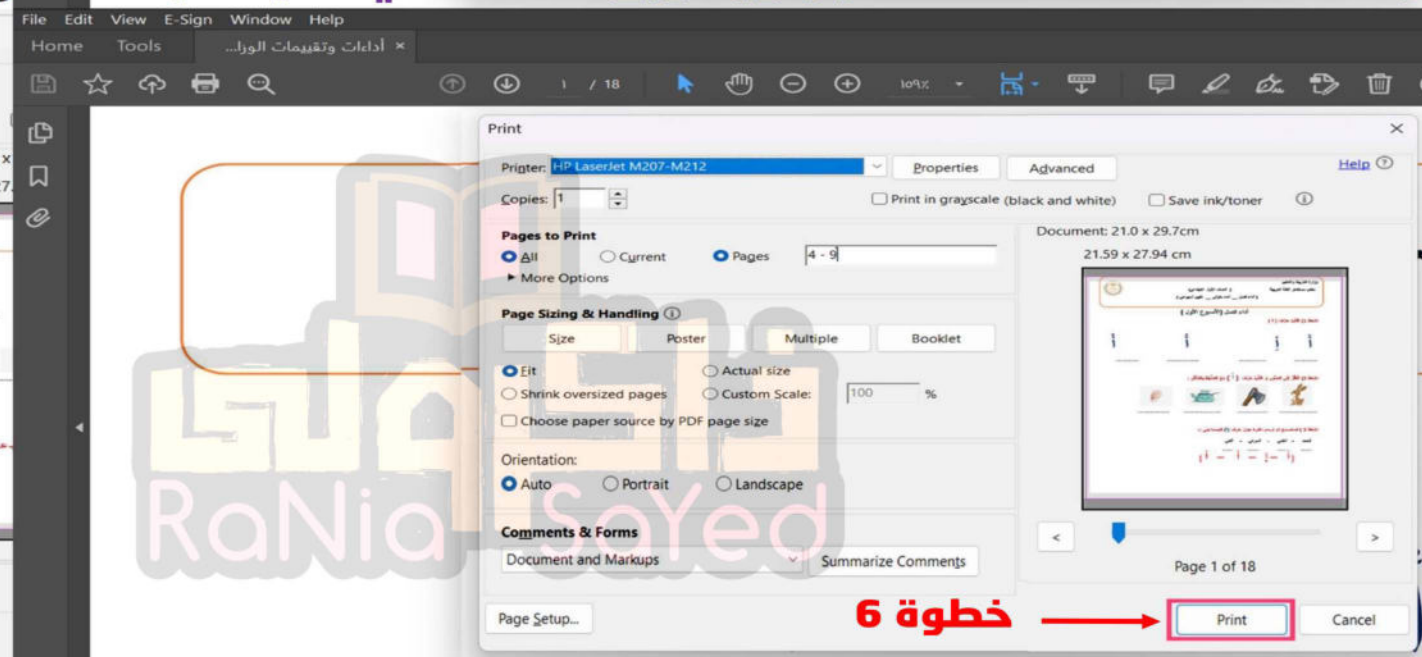 File Edit View E-Sign Window Help
Home Tools أداءات وتقييمات الوزا... ×
١ / 18 ١٠٩٪
Print ×
Printer: HP LaserJet M207-M212 Properties Advanced Help
Copies: 1 Print in grayscale (black and white) Save ink/toner
Pages to Print
All Current Pages 4 - 9
More Options
Page Sizing & Handling
Size Poster Multiple Booklet
Fit Actual size
Shrink oversized pages Custom Scale: 100 %
Choose paper source by PDF page size
Orientation:
Auto Portrait Landscape
Comments & Forms
Document and Markups Summarize Comments
Page Setup...
Document: 21.0 x 29.7cm
21.59 x 27.94 cm
< >
Page 1 of 18
خطوة 6
Print Cancel
RaNia SaYed